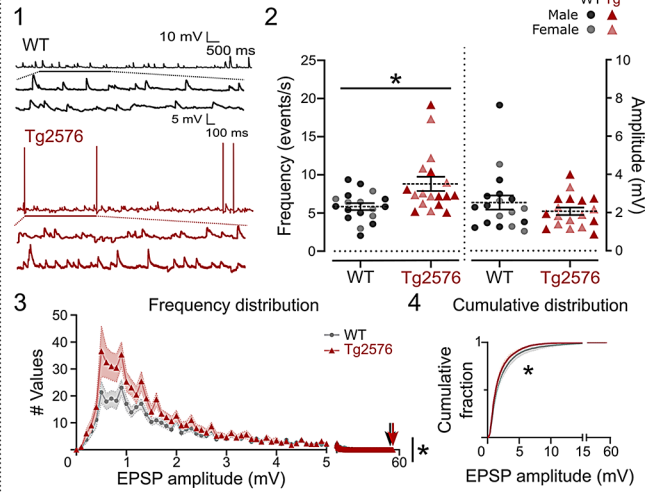 1
WT
10 mV
500 ms
5 mV
100 ms
Tg2576
2
WT Tg
Male
Female
Frequency (events/s)
25
20
15
10
5
0
*
Amplitude (mV)
10
8
6
4
2
0
WT Tg2576 WT Tg2576
3
Frequency distribution
WT
Tg2576
# Values
50
40
30
20
10
0 1 2 3 4 5 60
*
EPSP amplitude (mV)
4
Cumulative distribution
Cumulative fraction
1
0
*
0 5 10 15 60
EPSP amplitude (mV)